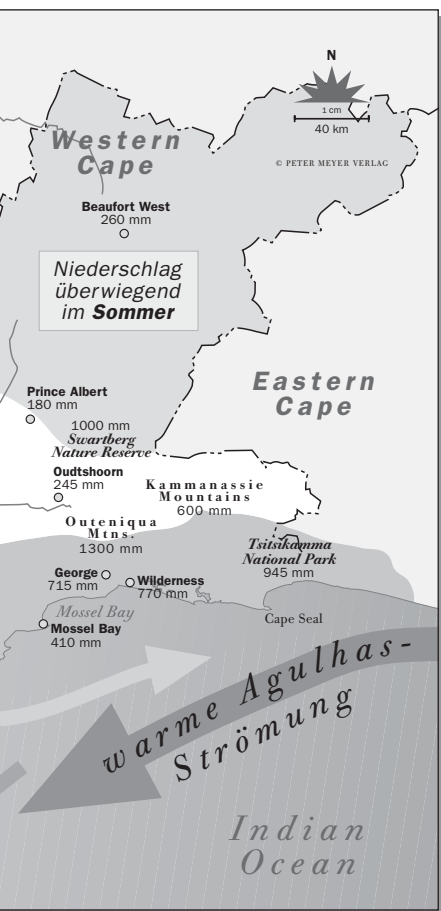 N
1 cm
40 km
© PETER MEYER VERLAG
Western
Cape
Beaufort West
260 mm
Niederschlag
überwiegend
im Sommer
Eastern
Cape
Prince Albert
180 mm
1000 mm
Swartberg
Nature Reserve
Oudtshoorn
245 mm
Kammanassie
Mountains
600 mm
Outeniqua
Mtns.
1300 mm
Tsitsikamma
National Park
945 mm
George
715 mm
Wilderness
770 mm
Mossel Bay
Cape Seal
Mossel Bay
410 mm
warme Agulhas-
Strömung
Indian
Ocean